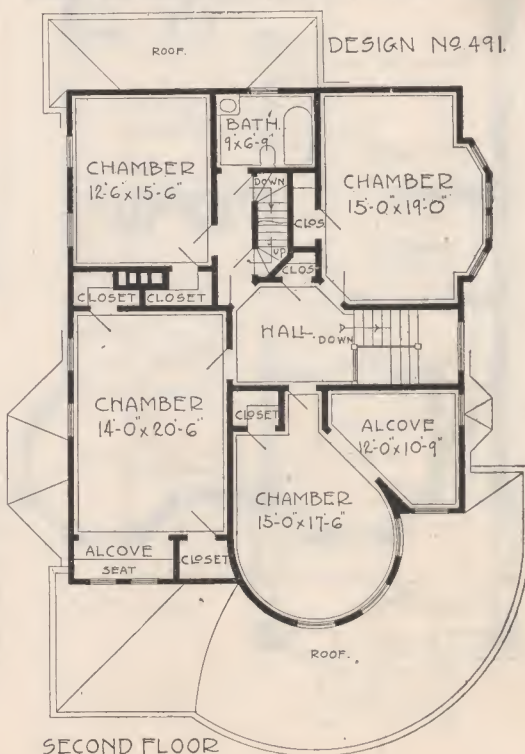 DESIGN No. 491.
ROOF.
BATH.
9'x6'-9"
CHAMBER
12'-6"x15'-6"
CHAMBER
15'-0"x19'-0"
DOWN
CLOS.
UP
CLOS.
CLOSET
CLOSET
HALL.
DOWN
CHAMBER
14'-0"x20'-6"
CLOSET
ALCOVE
12'-0"x10'-9"
CHAMBER
15'-0"x17'-6"
ALCOVE
SEAT
CLOSET
ROOF.
SECOND FLOOR